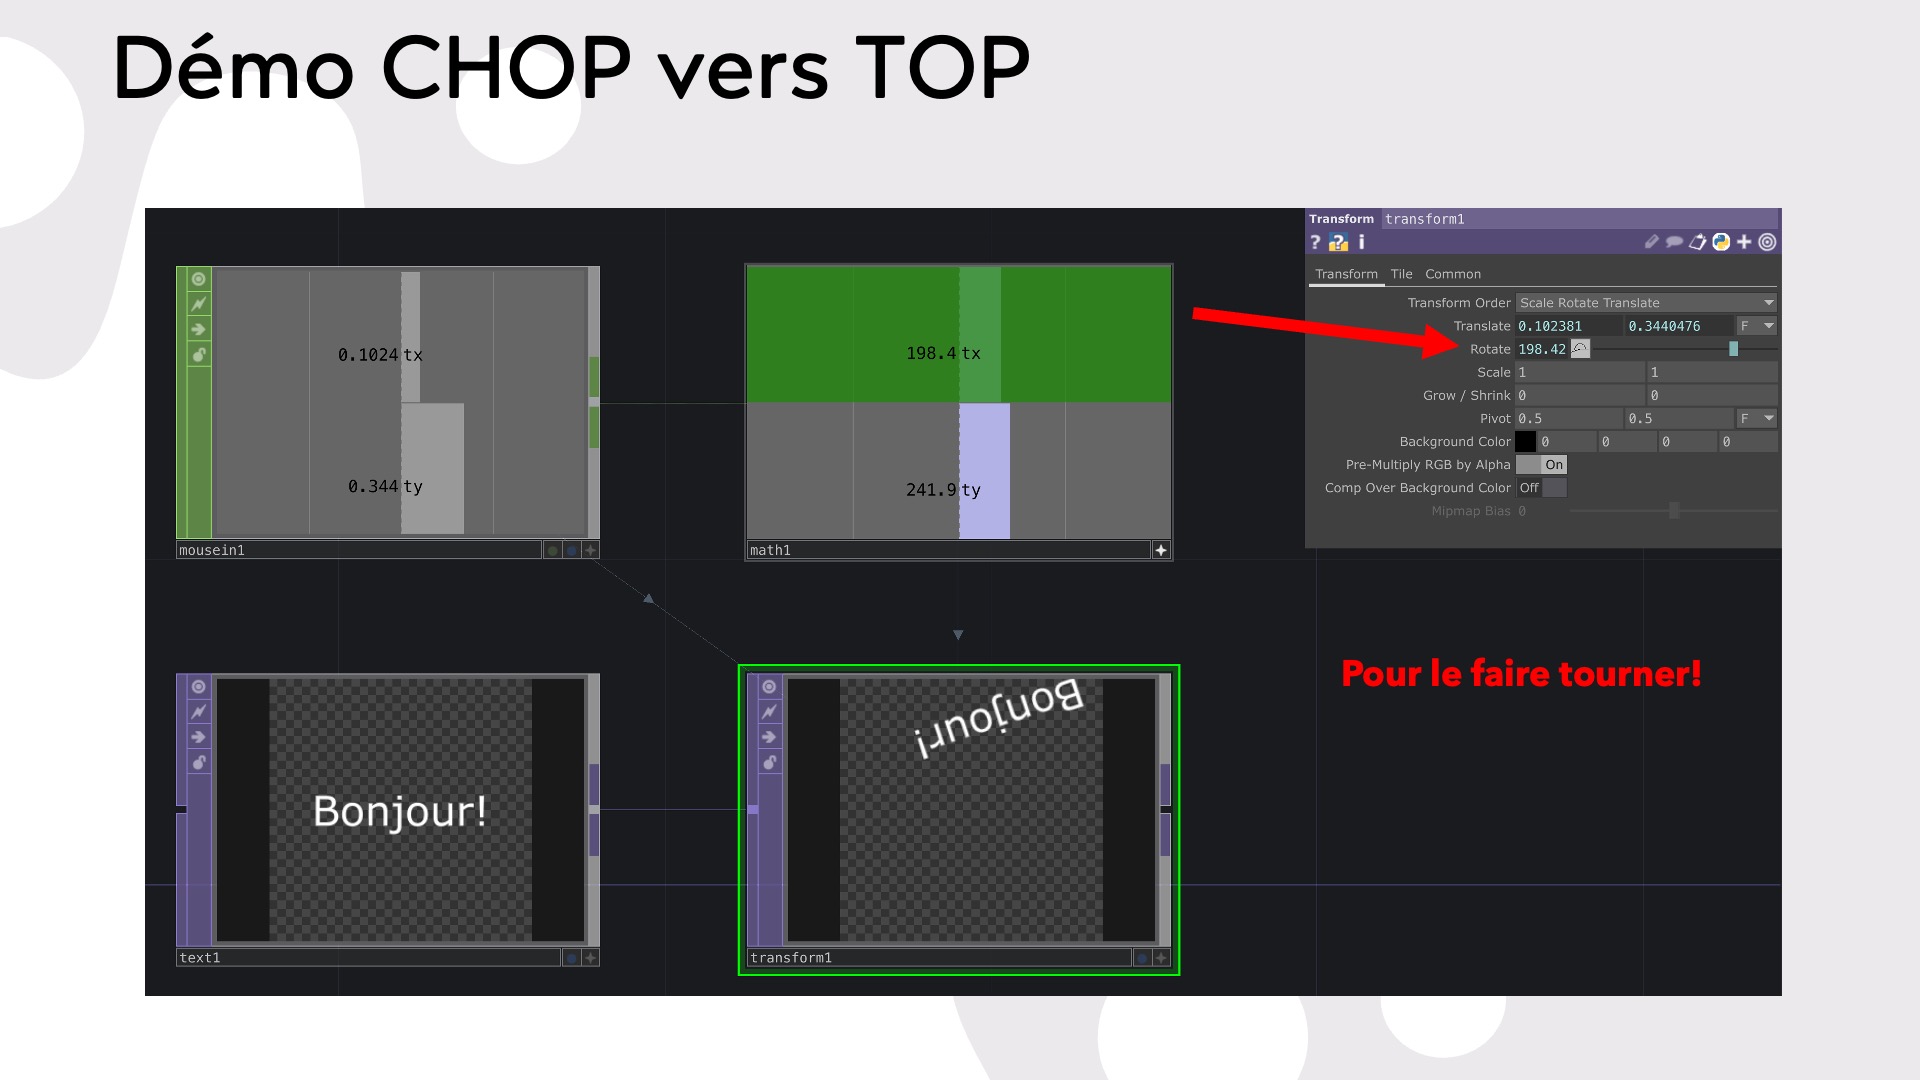 Démo CHOP vers TOP
0.1024 tx
0.344 ty
mousein1
198.4 tx
241.9 ty
math1
Transform transform1
? ? i
Transform Tile Common
Transform Order Scale Rotate Translate
Translate 0.102381 0.3440476 F
Rotate 198.42
Scale 1 1
Grow / Shrink 0 0
Pivot 0.5 0.5 F
Background Color 0 0 0 0
Pre-Multiply RGB by Alpha On
Comp Over Background Color Off
Mipmap Bias 0
Pour le faire tourner!
Bonjour!
text1
Bonjour!
transform1